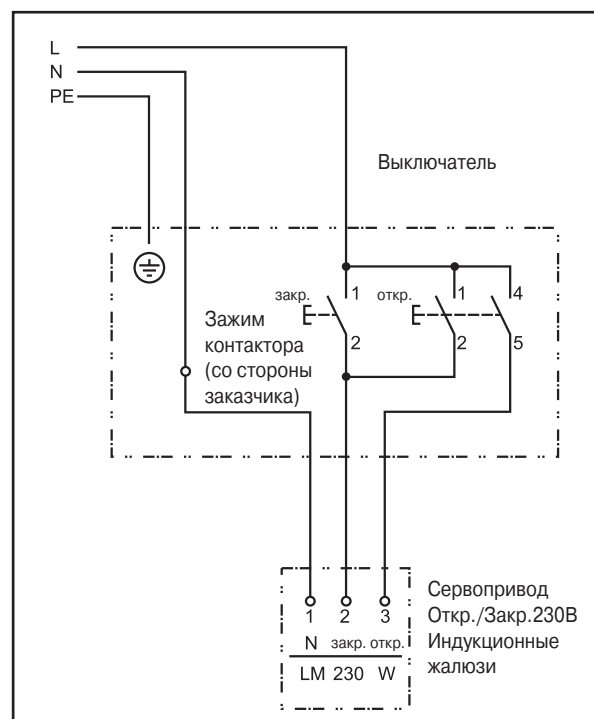 L
N
PE
Выключатель
закр.
1
2
откр.
1
2
4
5
Зажим
контактора
(со стороны
заказчика)
1 2 3
N закр. откр.
LM 230 W
Сервопривод
Откр./Закр.230В
Индукционные
жалюзи